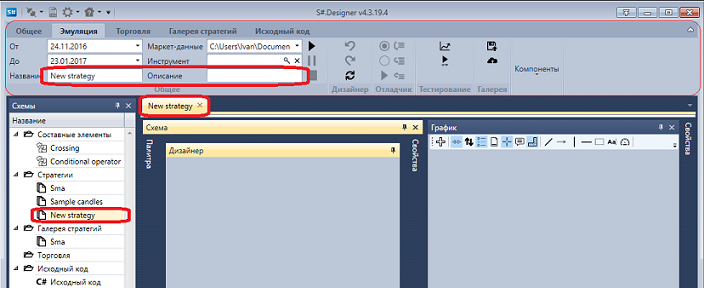 S# S#.Designer v4.3.19.4
Общее Эмуляция Торговля Галерея стратегий Исходный код
От 24.11.2016 Маркет-данные C:\Users\Ivan\Documen
До 23.01.2017 Инструмент
Название New strategy Описание
Компоненты
Общее Дизайнер Отладчик Тестирование Галерея
Схемы
Название
Составные элементы
Crossing
Conditional operator
Стратегии
Sma
Sample candles
New strategy
Галерея стратегий
Sma
Торговля
Исходный код
C# Исходный код
New strategy
Схема
Палитра
Дизайнер
Свойства
График
Aa
Свойства